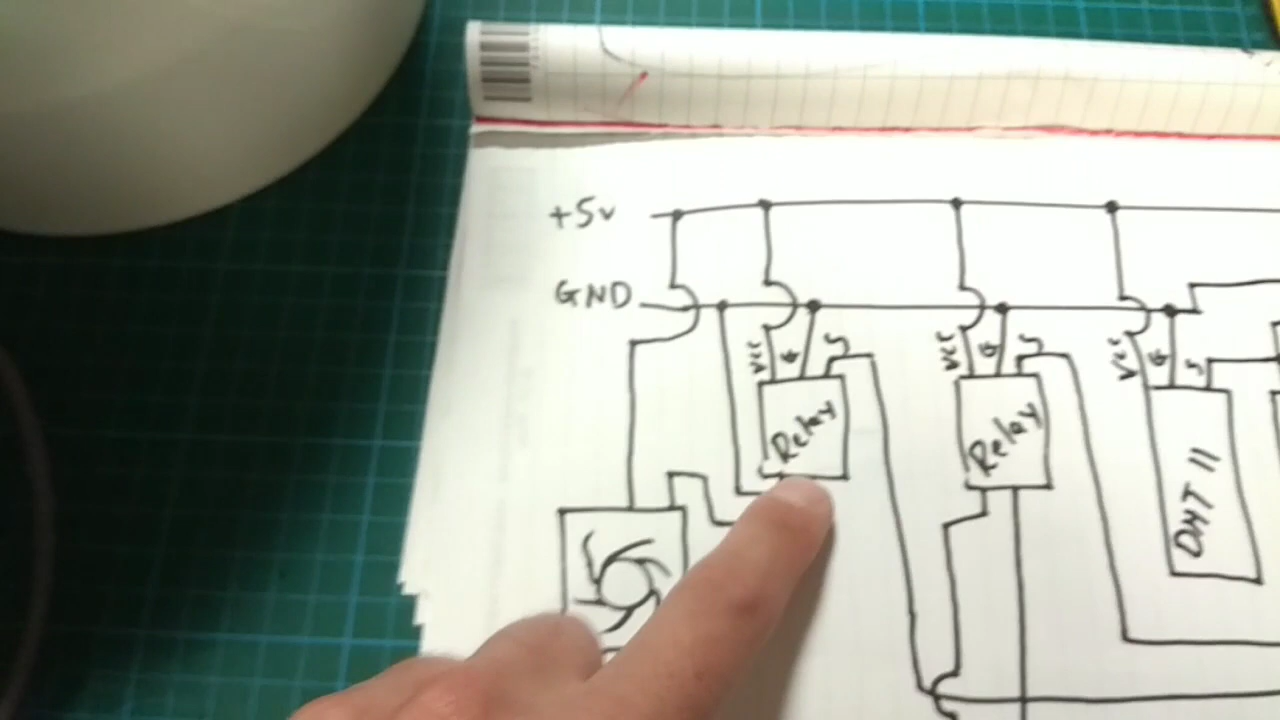 +5v
GND
Vcc G S
Vcc G S
Vcc G S
Relay
Relay
DHT 11